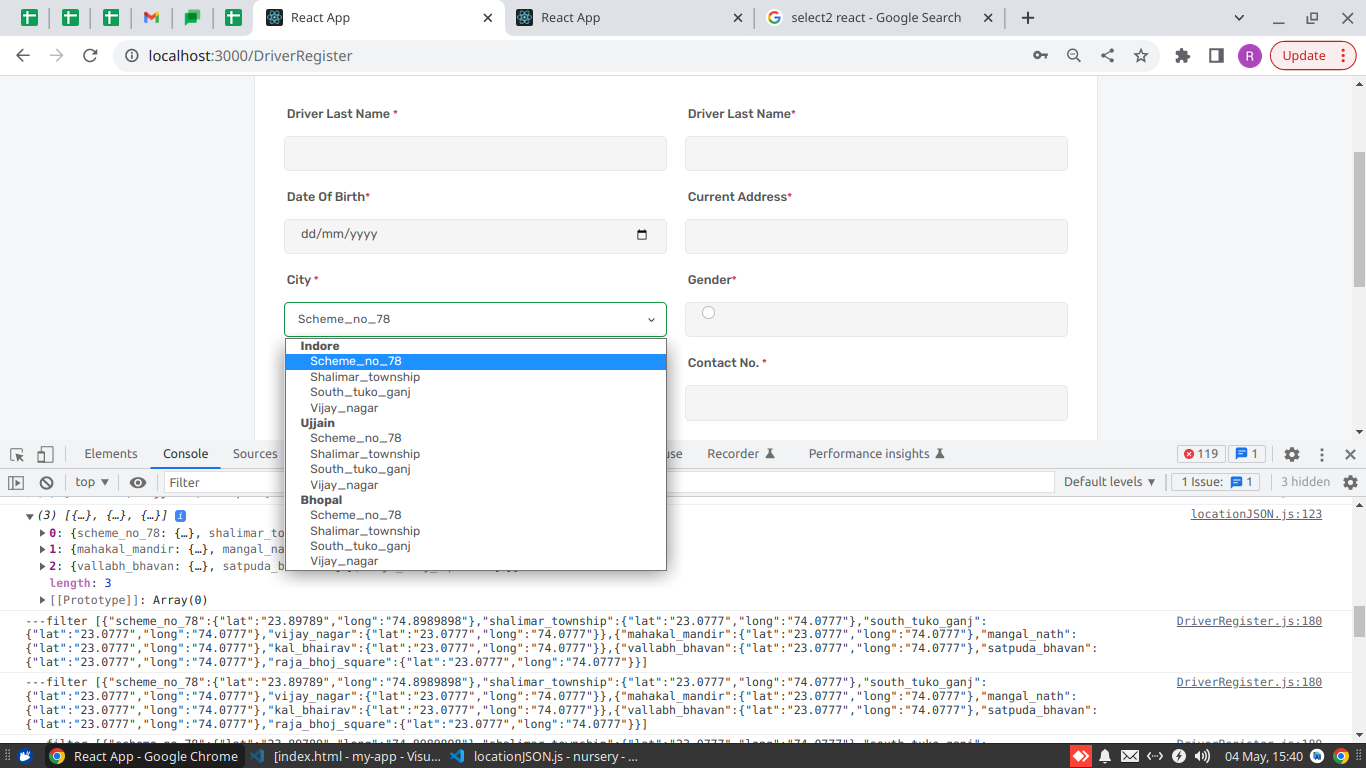 React App
React App
select2 react - Google Search
localhost:3000/DriverRegister
R
Update
Driver Last Name *
Driver Last Name*
Date Of Birth*
Current Address*
dd/mm/yyyy
City *
Gender*
Scheme_no_78
Indore
Scheme_no_78
Shalimar_township
South_tuko_ganj
Vijay_nagar
Ujjain
Scheme_no_78
Shalimar_township
South_tuko_ganj
Vijay_nagar
Bhopal
Scheme_no_78
Shalimar_township
South_tuko_ganj
Vijay_nagar
Contact No. *
Elements Console Sources
Recorder Performance insights
119 1
top Filter Default levels 1 Issue: 1 3 hidden
(3) [{…}, {…}, {…}] i locationJSON.js:123
0: {scheme_no_78: {…}, shalimar_to
1: {mahakal_mandir: {…}, mangal_na
2: {vallabh_bhavan: {…}, satpuda_b
length: 3
[[Prototype]]: Array(0)
---filter [{"scheme_no_78":{"lat":"23.89789","long":"74.8989898"},"shalimar_township":{"lat":"23.0777","long":"74.0777"},"south_tuko_ganj": DriverRegister.js:180
{"lat":"23.0777","long":"74.0777"},"vijay_nagar":{"lat":"23.0777","long":"74.0777"}},{"mahakal_mandir":{"lat":"23.0777","long":"74.0777"},"mangal_nath":
{"lat":"23.0777","long":"74.0777"},"kal_bhairav":{"lat":"23.0777","long":"74.0777"}},{"vallabh_bhavan":{"lat":"23.0777","long":"74.0777"},"satpuda_bhavan":
{"lat":"23.0777","long":"74.0777"},"raja_bhoj_square":{"lat":"23.0777","long":"74.0777"}}]
---filter [{"scheme_no_78":{"lat":"23.89789","long":"74.8989898"},"shalimar_township":{"lat":"23.0777","long":"74.0777"},"south_tuko_ganj": DriverRegister.js:180
{"lat":"23.0777","long":"74.0777"},"vijay_nagar":{"lat":"23.0777","long":"74.0777"}},{"mahakal_mandir":{"lat":"23.0777","long":"74.0777"},"mangal_nath":
{"lat":"23.0777","long":"74.0777"},"kal_bhairav":{"lat":"23.0777","long":"74.0777"}},{"vallabh_bhavan":{"lat":"23.0777","long":"74.0777"},"satpuda_bhavan":
{"lat":"23.0777","long":"74.0777"},"raja_bhoj_square":{"lat":"23.0777","long":"74.0777"}}]
React App - Google Chrome [index.html - my-app - Visu... locationJSON.js - nursery - ... 04 May, 15:40